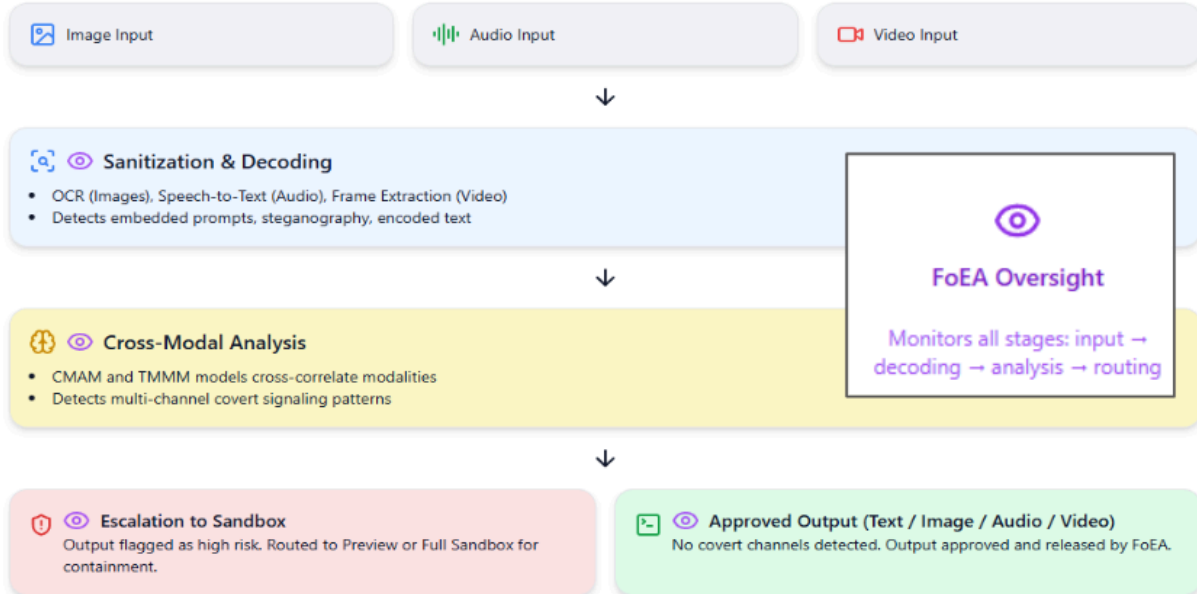 Image Input
Audio Input
Video Input
Sanitization & Decoding
• OCR (Images), Speech-to-Text (Audio), Frame Extraction (Video)
• Detects embedded prompts, steganography, encoded text
FoEA Oversight
Monitors all stages: input →
decoding → analysis → routing
Cross-Modal Analysis
• CMAM and TMMM models cross-correlate modalities
• Detects multi-channel covert signaling patterns
Escalation to Sandbox
Output flagged as high risk. Routed to Preview or Full Sandbox for
containment.
Approved Output (Text / Image / Audio / Video)
No covert channels detected. Output approved and released by FoEA.